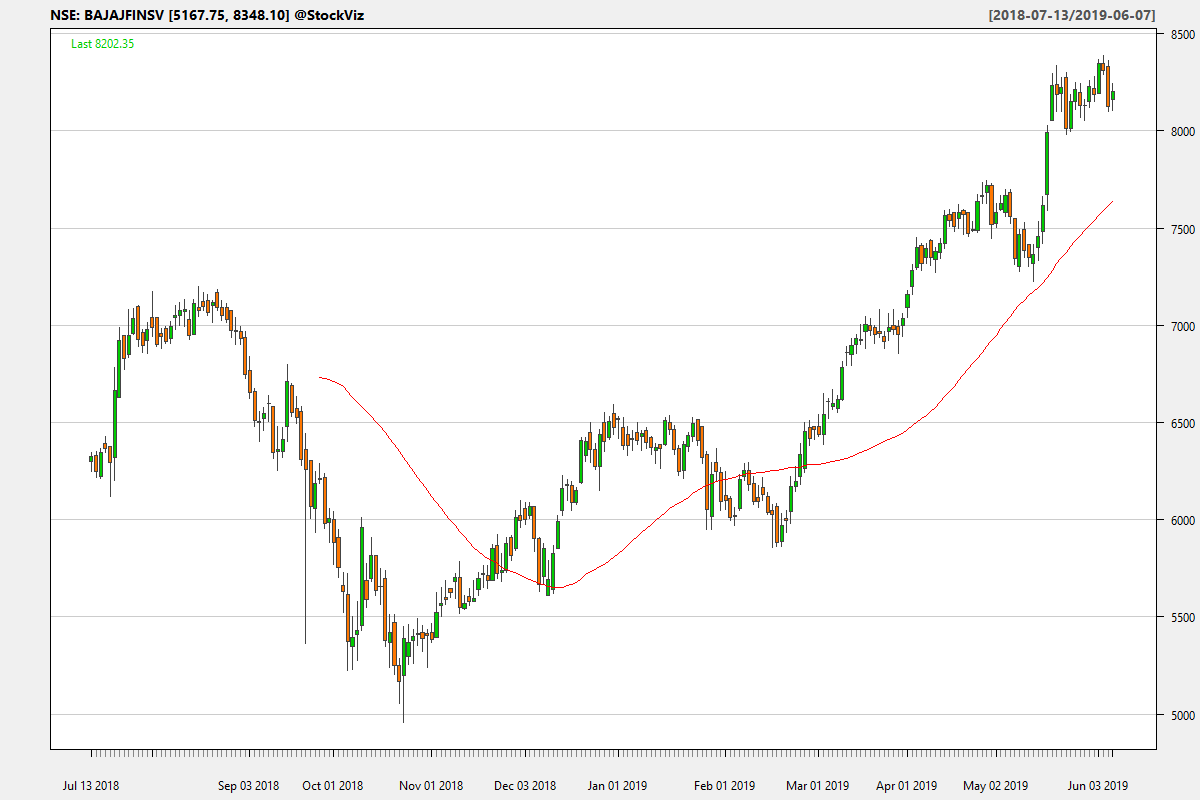 NSE: BAJAJFINSV [5167.75, 8348.10] @StockViz
[2018-07-13/2019-06-07]
Last 8202.35
8500
8000
7500
7000
6500
6000
5500
5000
Jul 13 2018
Sep 03 2018
Oct 01 2018
Nov 01 2018
Dec 03 2018
Jan 01 2019
Feb 01 2019
Mar 01 2019
Apr 01 2019
May 02 2019
Jun 03 2019